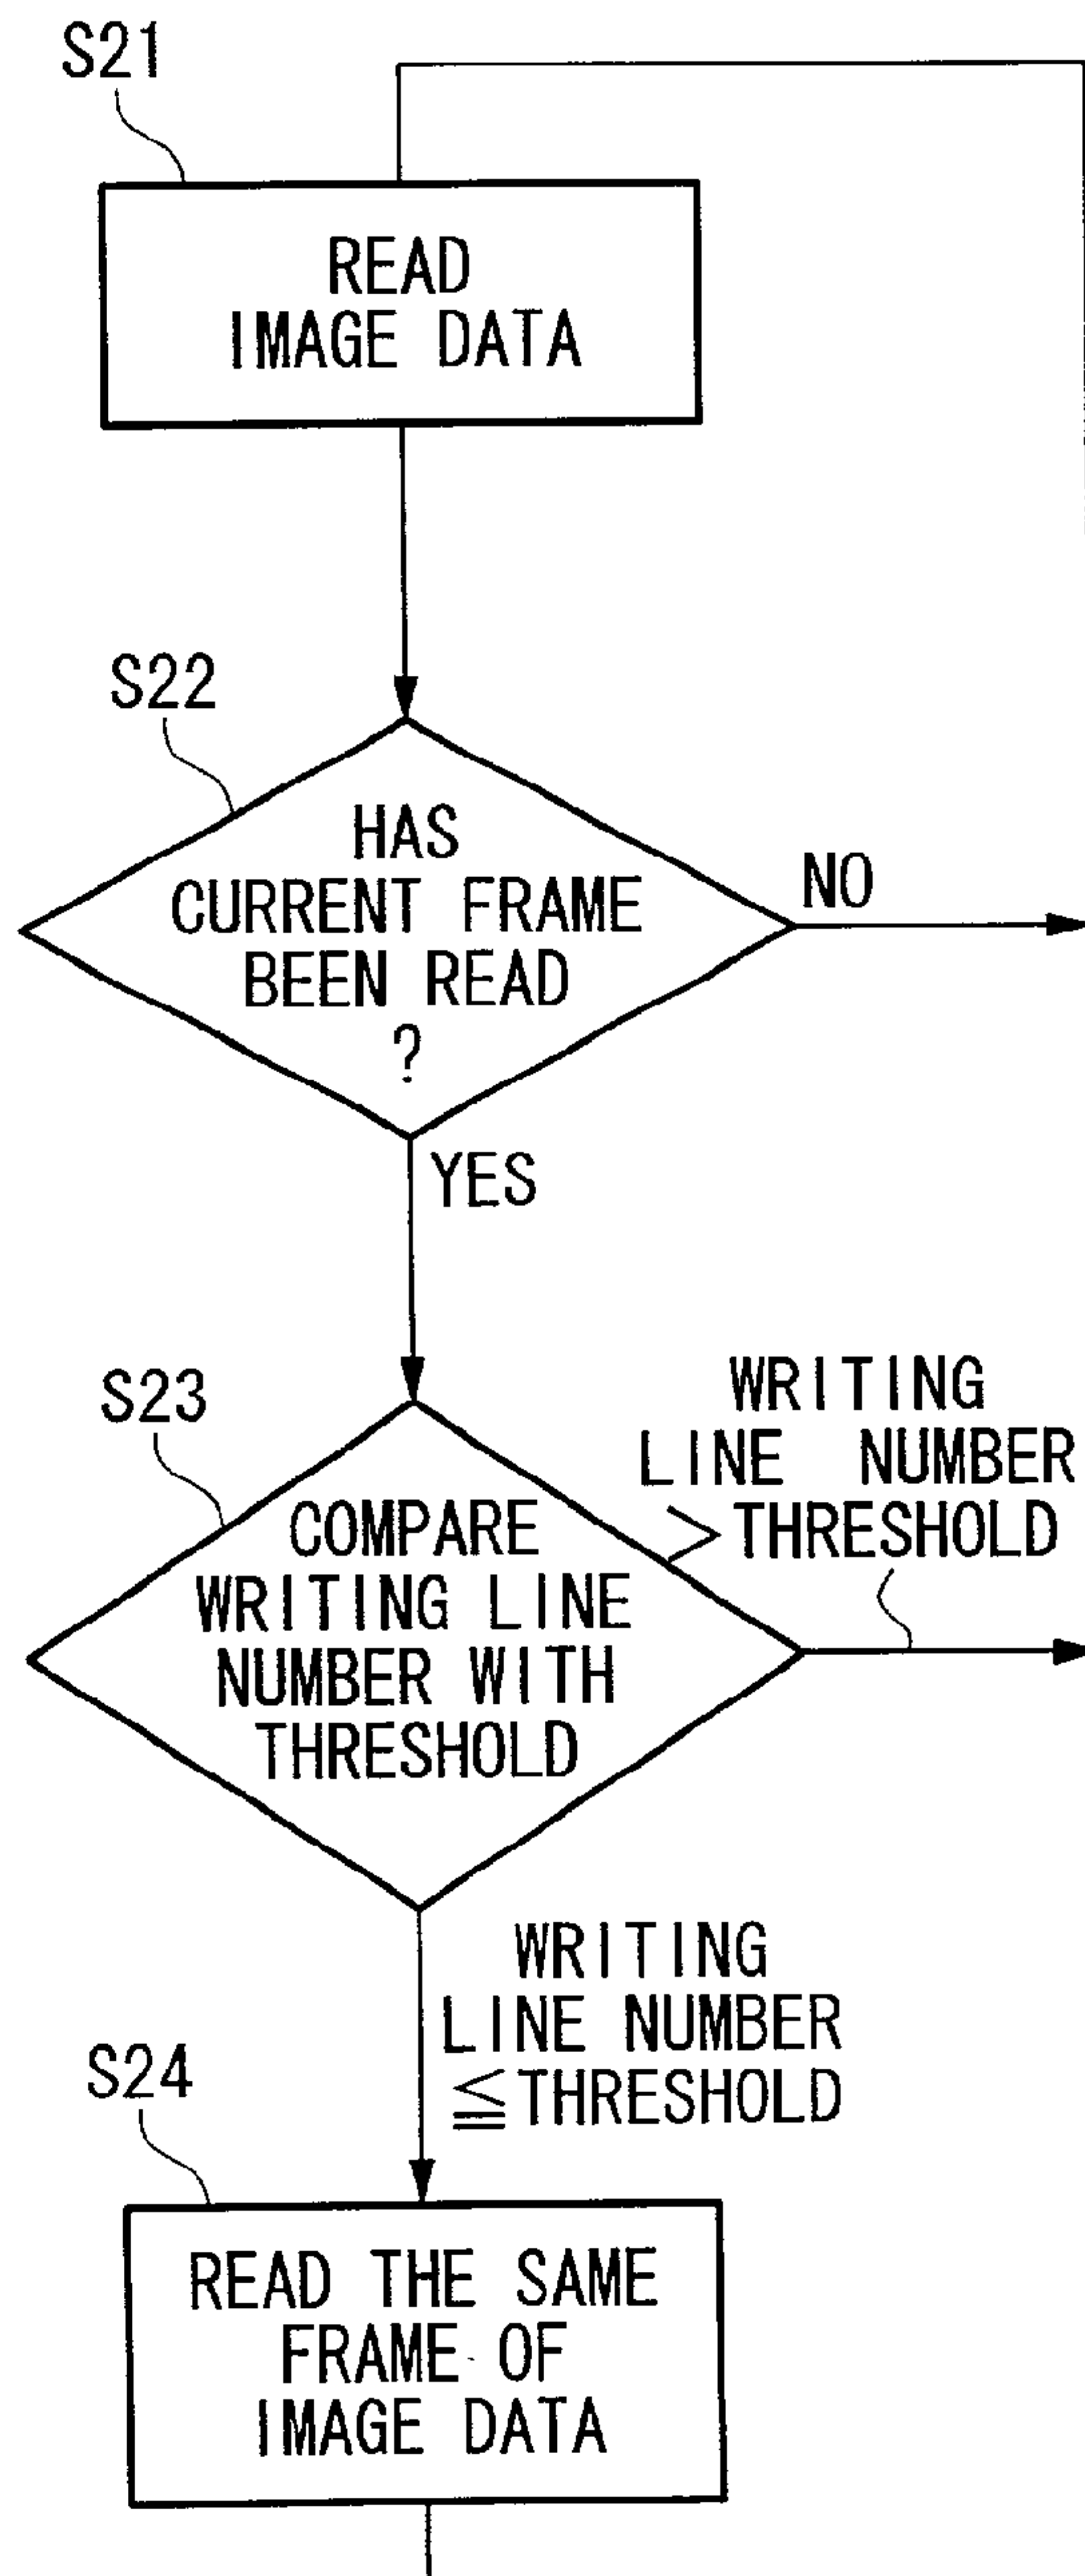 S21
READ
IMAGE DATA
S22
HAS
CURRENT FRAME
BEEN READ
?
NO
YES
S23
COMPARE
WRITING LINE
NUMBER WITH
THRESHOLD
WRITING
LINE NUMBER
> THRESHOLD
WRITING
LINE NUMBER
≦ THRESHOLD
S24
READ THE SAME
FRAME OF
IMAGE DATA